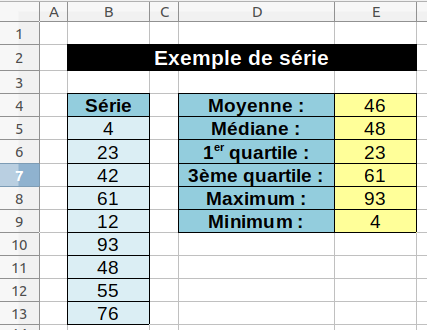 A B C D E
1
2 Exemple de série
3
4 Série Moyenne : 46
5 4 Médiane : 48
6 23 1er quartile : 23
7 42 3ème quartile : 61
8 61 Maximum : 93
9 12 Minimum : 4
10 93
11 48
12 55
13 76